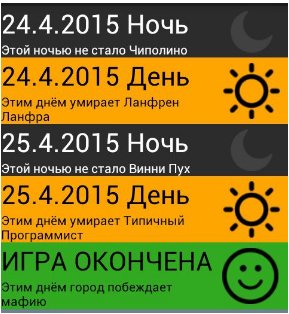 24.4.2015 Ночь
Этой ночью не стало Чиполино
24.4.2015 День
Этим днём умирает Ланфрен
Ланфра
25.4.2015 Ночь
Этой ночью не стало Винни Пух
25.4.2015 День
Этим днём умирает Типичный
Программист
ИГРА ОКОНЧЕНА
Этим днём город побеждает
мафию